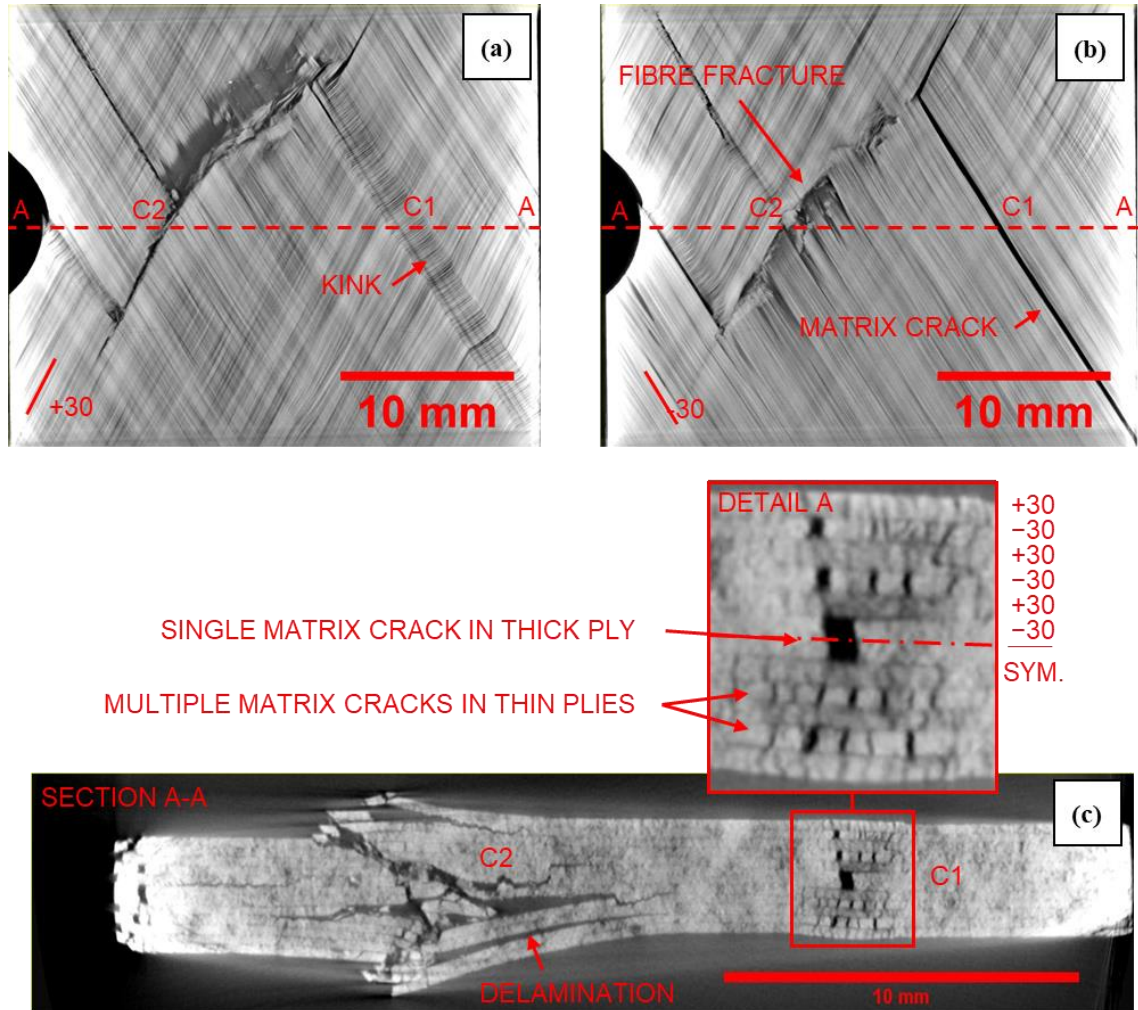 (a)
A
C2
C1
A
KINK
+30
10 mm
(b)
FIBRE FRACTURE
A
C2
C1
A
MATRIX CRACK
-30
10 mm
DETAIL A
+30
−30
+30
−30
+30
−30
SYM.
SINGLE MATRIX CRACK IN THICK PLY
MULTIPLE MATRIX CRACKS IN THIN PLIES
SECTION A-A
(c)
C2
C1
DELAMINATION
10 mm